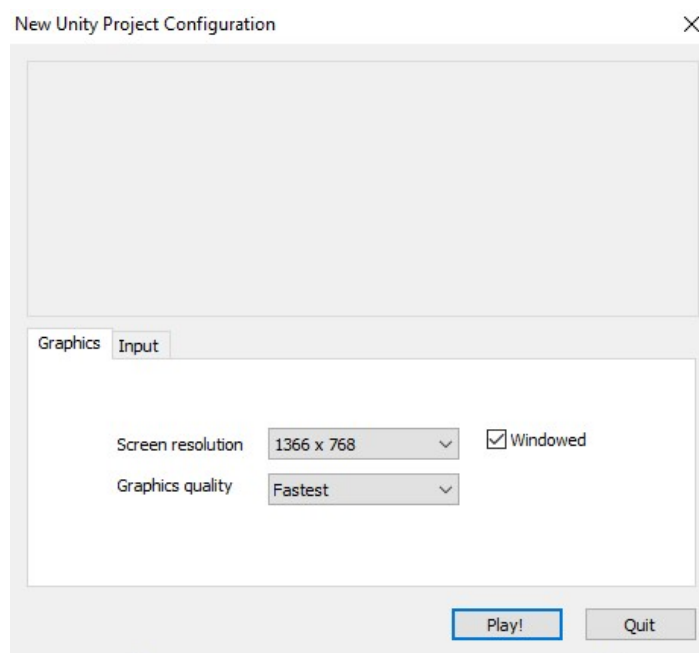 New Unity Project Configuration
Graphics Input
Screen resolution 1366 x 768 Windowed
Graphics quality Fastest
Play! Quit